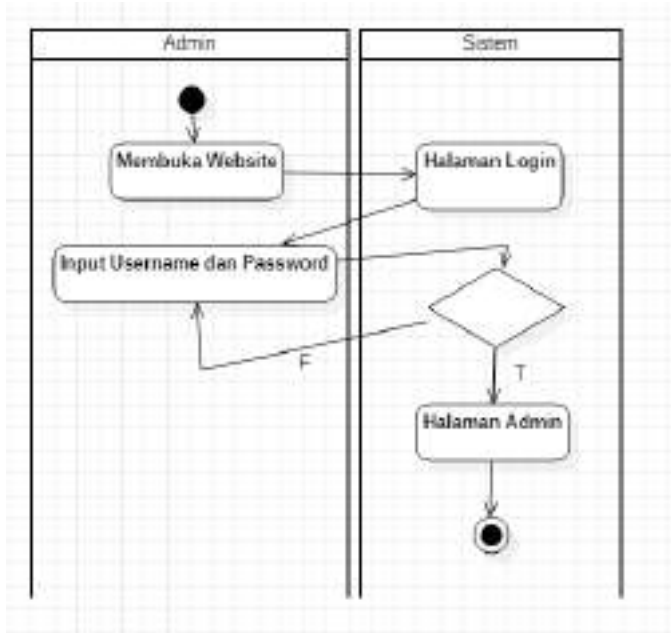 Admin
Sistem
Membuka Website
Halaman Login
Input Username dan Password
F
T
Halaman Admin